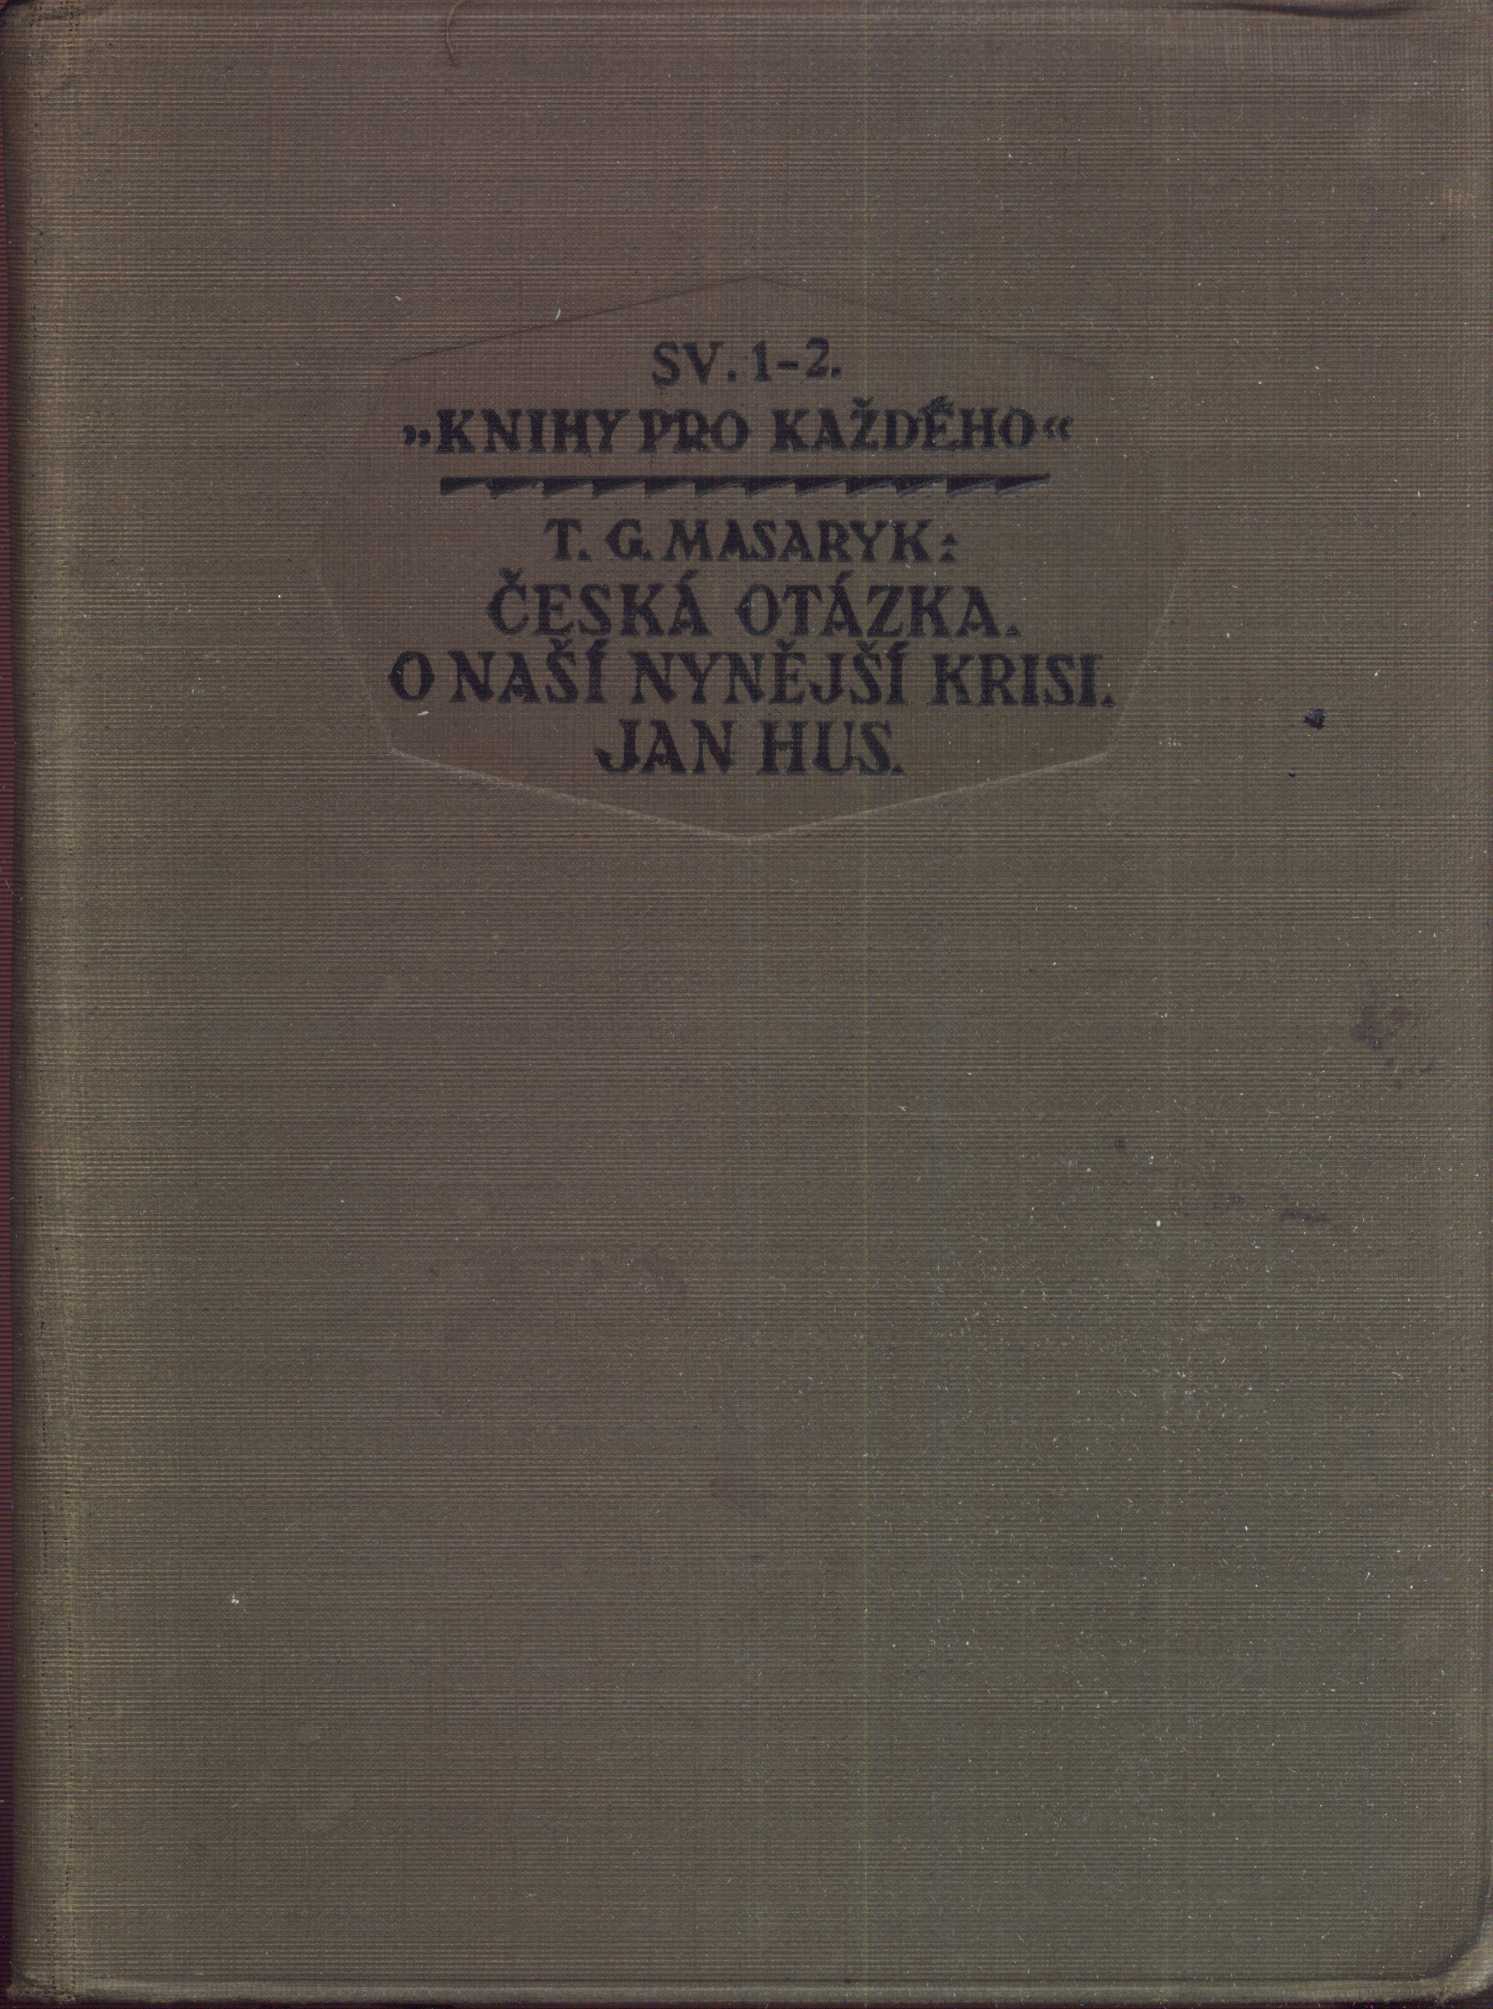 SV. 1-2.
„KNIHY PRO KAŽDÉHO“
T. G. MASARYK:
ČESKÁ OTÁZKA.
O NAŠÍ NYNĚJŠÍ KRISI.
JAN HUS.